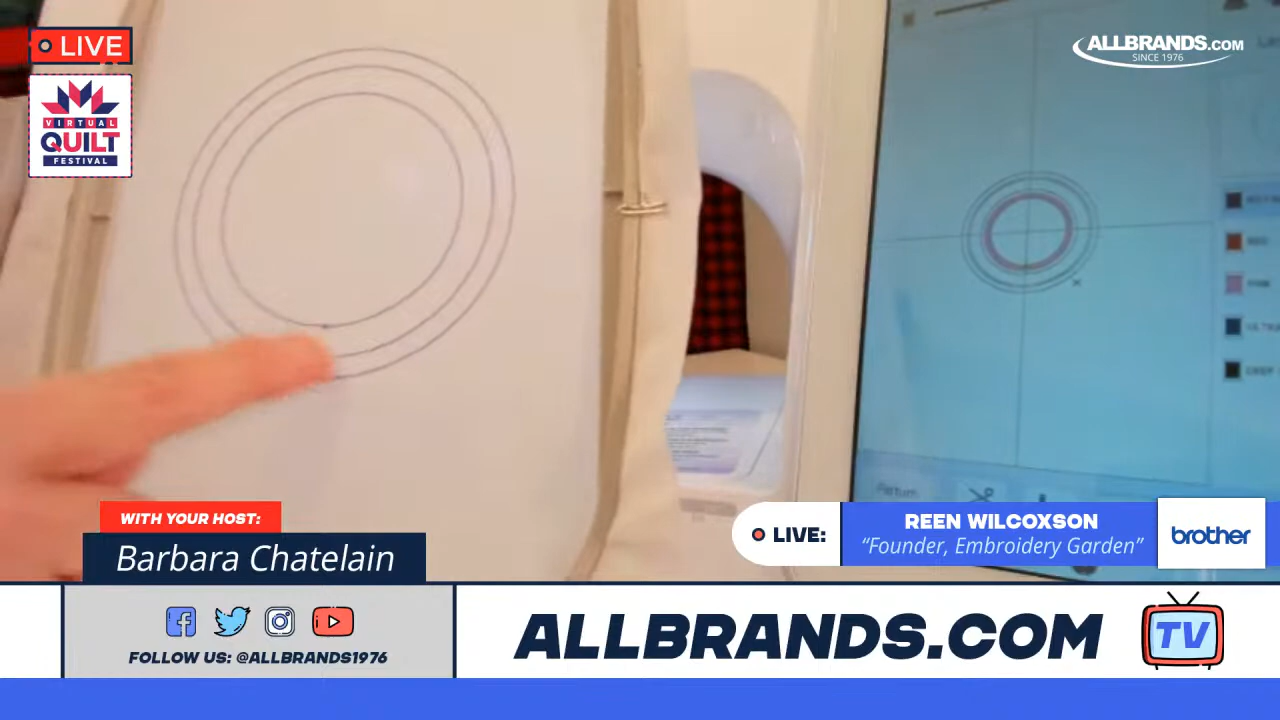 LIVE
VIRTUAL
QUILT
FESTIVAL
ALLBRANDS.COM
SINCE 1976
WITH YOUR HOST:
Barbara Chatelain
LIVE:
REEN WILCOXSON
“Founder, Embroidery Garden”
brother
FOLLOW US: @ALLBRANDS1976
ALLBRANDS.COM
TV